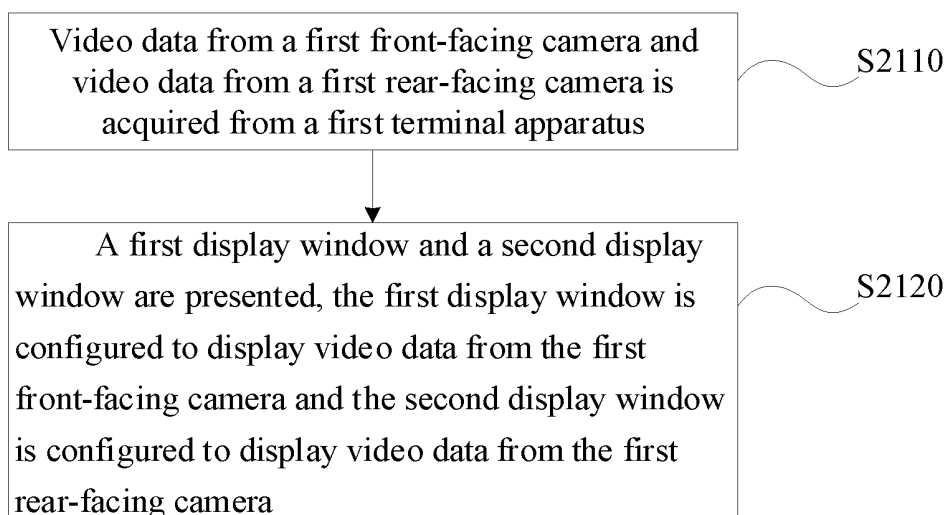 Video data from a first front-facing camera and
video data from a first rear-facing camera is
acquired from a first terminal apparatus
S2110
A first display window and a second display
window are presented, the first display window is
configured to display video data from the first
front-facing camera and the second display window
is configured to display video data from the first
rear-facing camera
S2120